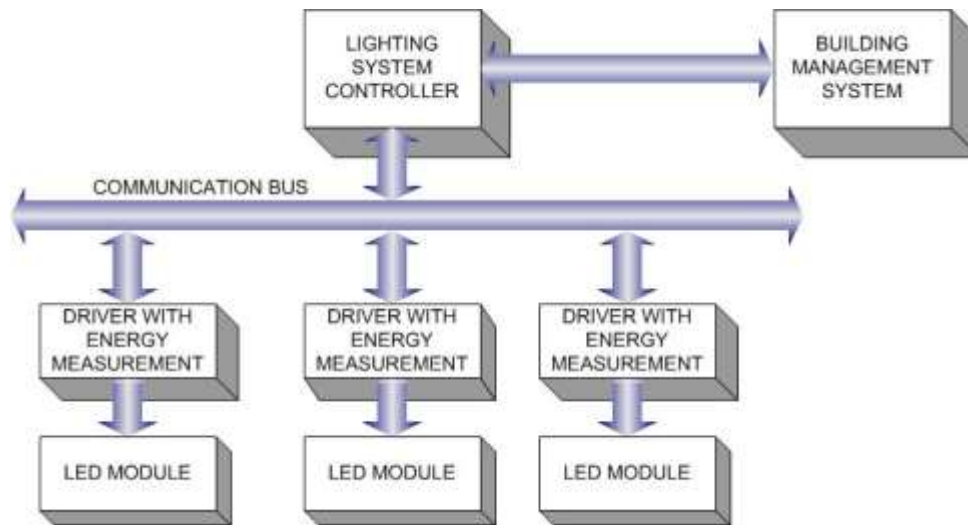 LIGHTING
SYSTEM
CONTROLLER
BUILDING
MANAGEMENT
SYSTEM
COMMUNICATION BUS
DRIVER WITH
ENERGY
MEASUREMENT
DRIVER WITH
ENERGY
MEASUREMENT
DRIVER WITH
ENERGY
MEASUREMENT
LED MODULE
LED MODULE
LED MODULE